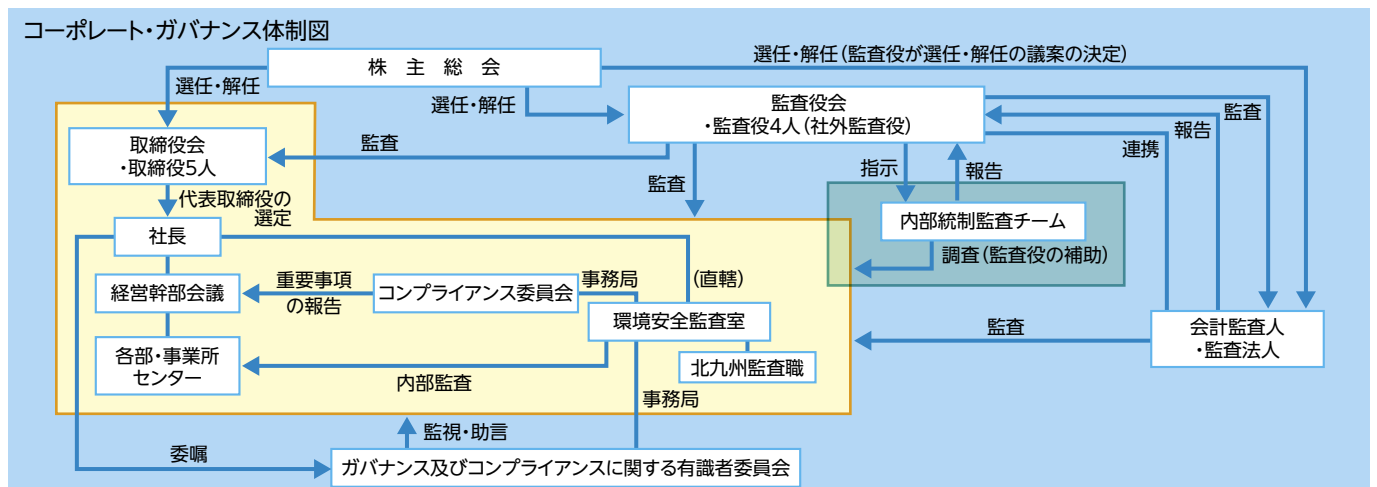 コーポレート・ガバナンス体制図
株 主 総 会
選任・解任(監査役が選任・解任の議案の決定)
選任・解任
選任・解任
監査役会
・監査役4人(社外監査役)
監査
報告
連携
取締役会
・取締役5人
監査
監査
指示
報告
代表取締役の
選定
内部統制監査チーム
社長
調査(監査役の補助)
重要事項
の報告
事務局
(直轄)
経営幹部会議
コンプライアンス委員会
環境安全監査室
会計監査人
・監査法人
監査
各部・事業所
センター
内部監査
北九州監査職
事務局
監視・助言
委嘱
ガバナンス及びコンプライアンスに関する有識者委員会